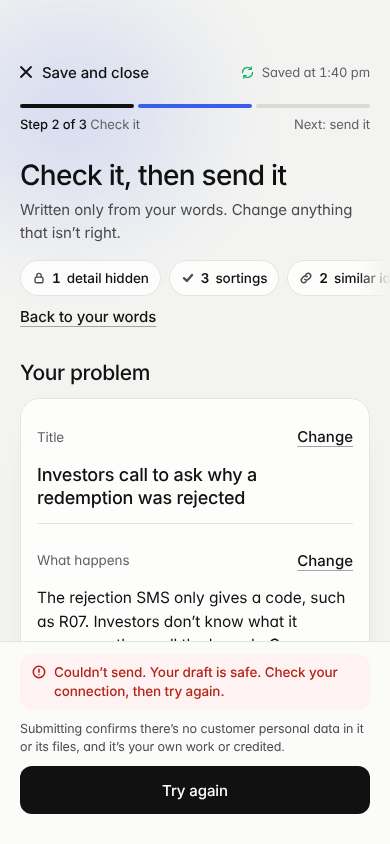 Save and close
Saved at 1:40 pm
Step 2 of 3 Check it
Next: send it
Check it, then send it
Written only from your words. Change anything
that isn’t right.
1 detail hidden
3 sortings
2 similar
Back to your words
Your problem
Title
Change
Investors call to ask why a
redemption was rejected
What happens
Change
The rejection SMS only gives a code, such
as R07. Investors don’t know what it
Couldn’t send. Your draft is safe. Check your
connection, then try again.
Submitting confirms there’s no customer personal data in it
or its files, and it’s your own work or credited.
Try again